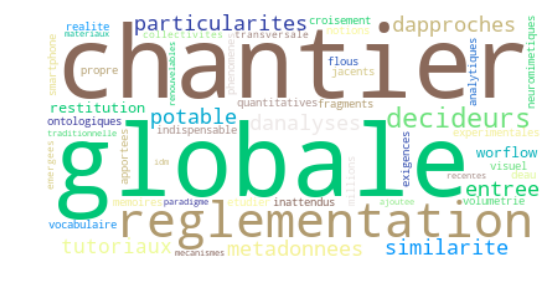 realite particularites croisement dapproches
materiaux collectivites transversale notions
smartphone chantier neuromimetiques
propre renouvelables phenomenes flous jacents analytiques
restitution quantitatives fragments
ontologiques potable danalyses decideurs
traditionnelle indispensable experimentales
globale exigences worflow
emergees apportees idm millions visuel
recentes deau entree
memoires paradigme etudier inattendus ajoutee volumetrie
vocabulaire reglementation
tutoriaux mecanismes metadonnees similarite